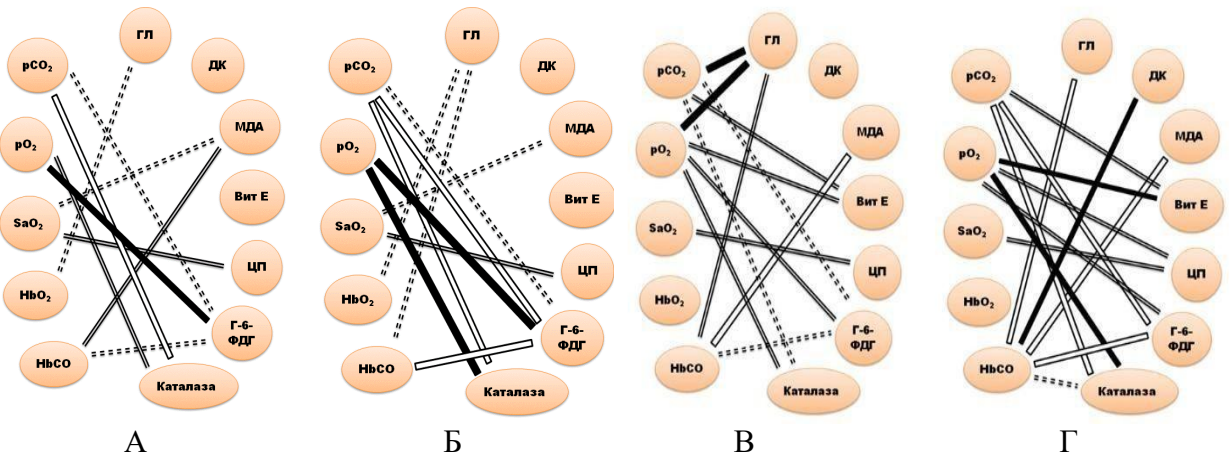 ГЛ
ДК
МДА
Вит Е
ЦП
Г-6-
ФДГ
Каталаза
HbCO
HbO₂
SaO₂
pO₂
pCO₂
А
ГЛ
ДК
МДА
Вит Е
ЦП
Г-6-
ФДГ
Каталаза
HbCO
HbO₂
SaO₂
pO₂
pCO₂
Б
ГЛ
ДК
МДА
Вит Е
ЦП
Г-6-
ФДГ
Каталаза
HbCO
HbO₂
SaO₂
pO₂
pCO₂
В
ГЛ
ДК
МДА
Вит Е
ЦП
Г-6-
ФДГ
Каталаза
HbCO
HbO₂
SaO₂
pO₂
pCO₂
Г